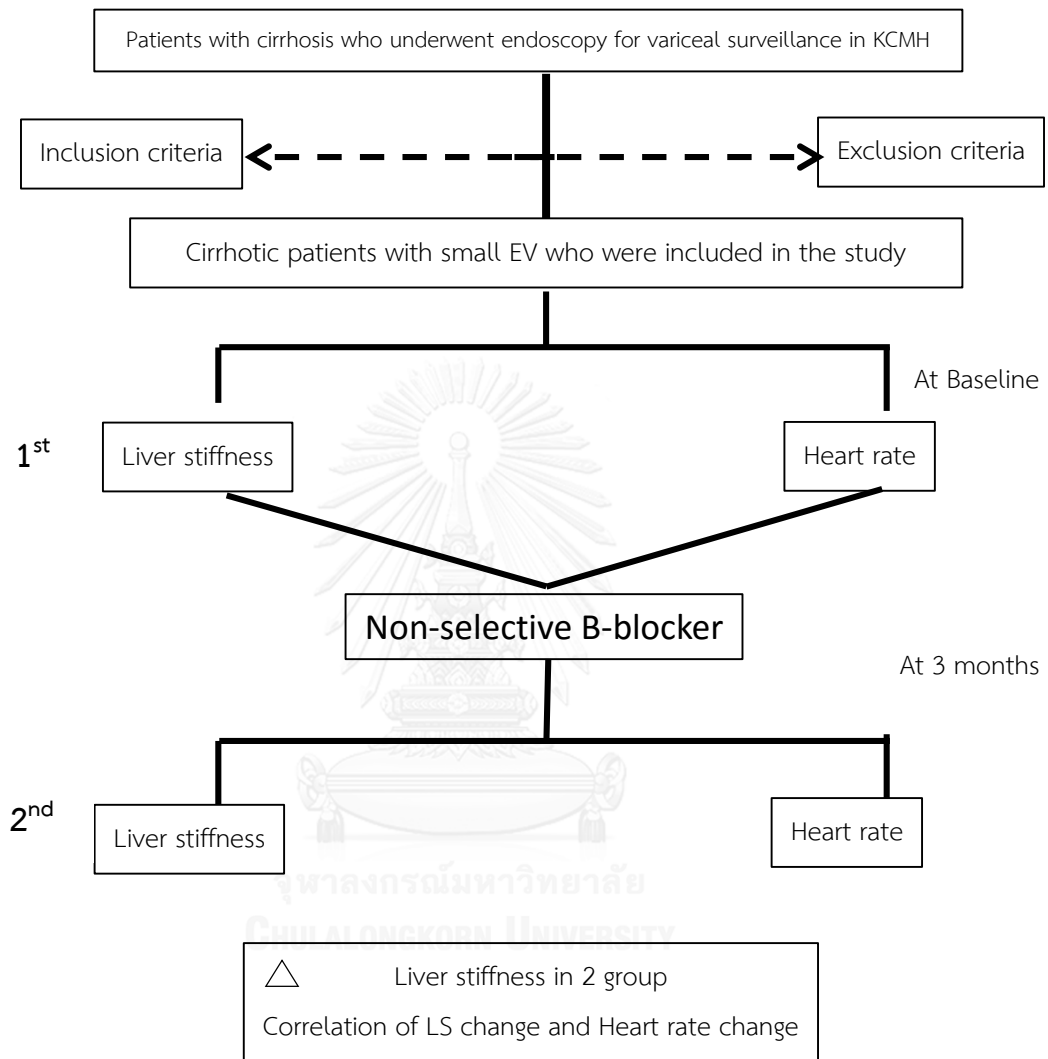 Patients with cirrhosis who underwent endoscopy for variceal surveillance in KCMH
Inclusion criteria
Exclusion criteria
Cirrhotic patients with small EV who were included in the study
At Baseline
1st
Liver stiffness
Heart rate
Non-selective B-blocker
At 3 months
2nd
Liver stiffness
Heart rate
จุฬาลงกรณ์มหาวิทยาลัย
CHULALONGKORN UNIVERSITY
△ Liver stiffness in 2 group
Correlation of LS change and Heart rate change